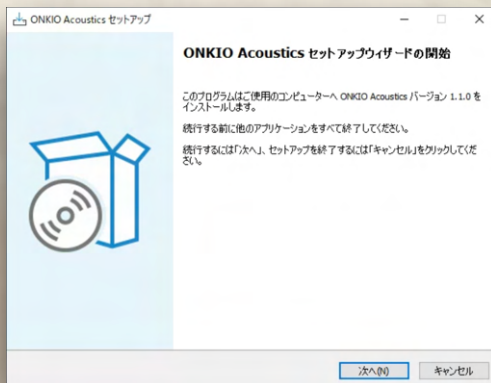 ONKIO Acoustics セットアップ
ONKIO Acoustics セットアップウィザードの開始
このプログラムはご使用のコンピューターへ ONKIO Acoustics バージョン 1.1.0 を
インストールします。
続行する前に他のアプリケーションをすべて終了してください。
続行するには「次へ」、セットアップを終了するには「キャンセル」をクリックしてくだ
さい。
次へ(N)
キャンセル